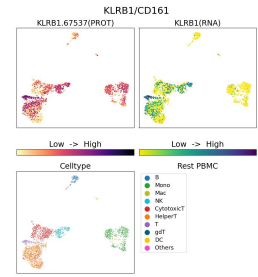 KLRB1/CD161
KLRB1.67537(PROT) KLRB1(RNA)
Low -> High Low -> High
Celltype Rest PBMC
B
Mono
Mac
NK
CytotoxicT
HelperT
T
gdT
DC
Others